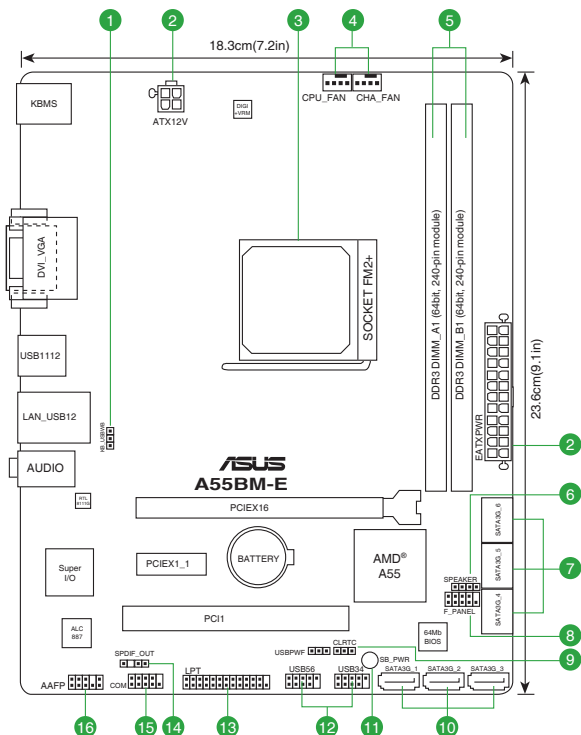 1
2
3
4
5
18.3cm(7.2in)
KBMS
ATX12V
DIGI
+VRM
CPU_FAN
CHA_FAN
DVI_VGA
SOCKET FM2+
DDR3 DIMM_A1 (64bit, 240-pin module)
DDR3 DIMM_B1 (64bit, 240-pin module)
23.6cm(9.1in)
EATXPWR
2
USB1112
LAN_USB12
KB_USBWB
AUDIO
ASUS
A55BM-E
6
RTL
8111G
PCIEX16
SATA3G_6
Super
I/O
PCIEX1_1
BATTERY
AMD®
A55
SATA3G_5
7
SPEAKER
F_PANEL
SATA3G_4
ALC
887
PCI1
64Mb
BIOS
8
SPDIF_OUT
USBPWF
CLRTC
SB_PWR
9
AAFP
COM
LPT
USB56
USB34
SATA3G_1
SATA3G_2
SATA3G_3
16
15
14
13
12
11
10